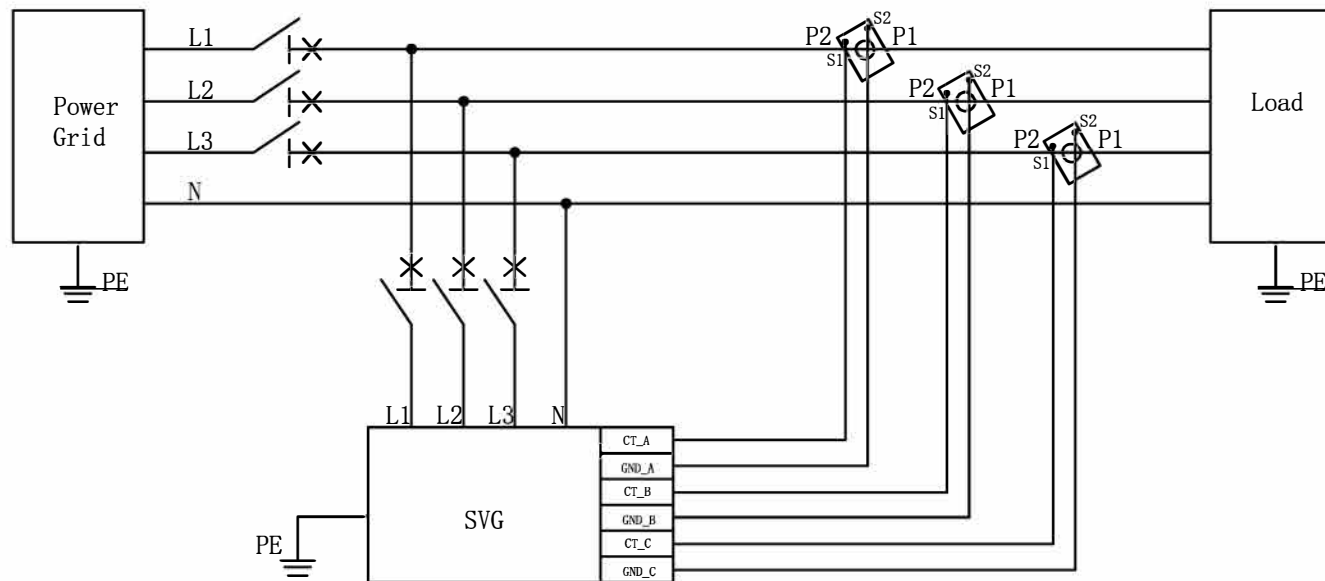 S2
P2
P1
L1
S1
S2
L2
P2
P1
Power
Grid
Load
S1
S2
L3
P2
P1
S1
N
PE
PE
L1
L2
L3
N
CT_A
GND_A
CT_B
SVG
GND_B
CT_C
PE
GND_C